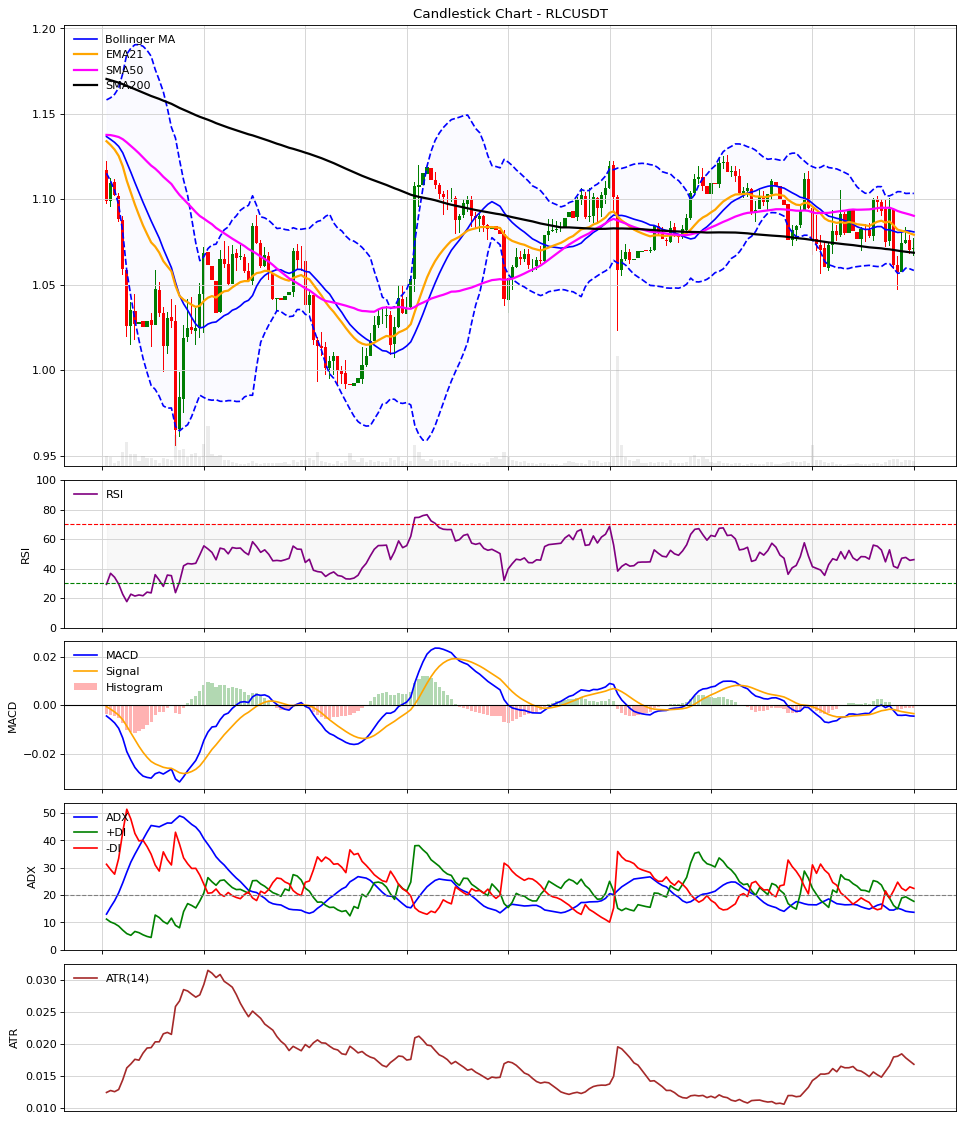 Candlestick Chart - RLCUSDT
1.20
1.15
1.10
1.05
1.00
0.95
Bollinger MA
EMA21
SMA50
SMA200
100
80
60
40
20
0
RSI
RSI
0.02
0.00
−0.02
MACD
MACD
Signal
Histogram
50
40
30
20
10
0
ADX
ADX
+DI
-DI
0.030
0.025
0.020
0.015
0.010
ATR
ATR(14)